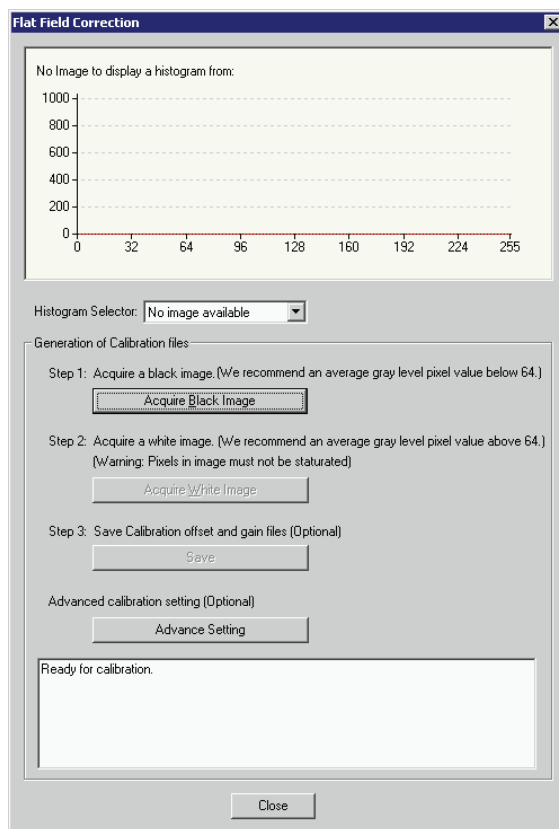 Flat Field Correction
No Image to display a histogram from:
1000
800
600
400
200
0
0 32 64 96 128 160 192 224 255
Histogram Selector: No image available
Generation of Calibration files
Step 1: Acquire a black image.(We recommend an average gray level pixel value below 64.)
Acquire Black Image
Step 2: Acquire a white image. (We recommend an average gray level pixel value above 64.)
(Warning: Pixels in image must not be staturated)
Acquire White Image
Step 3: Save Calibration offset and gain files (Optional)
Save
Advanced calibration setting (Optional)
Advance Setting
Ready for calibration.
Close